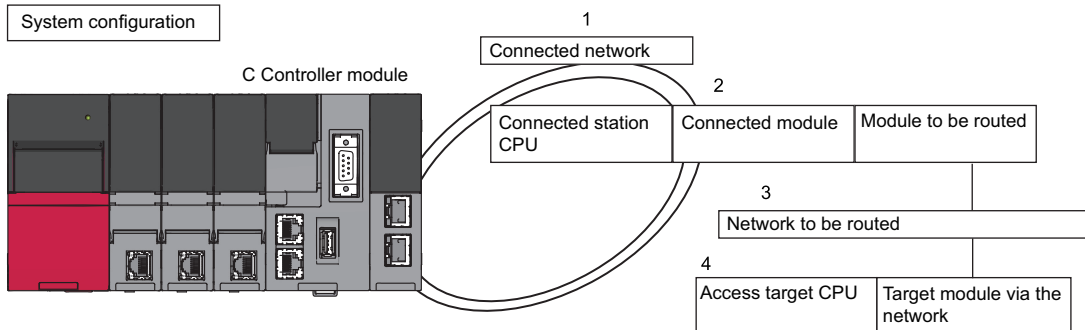 System configuration
1
Connected network
C Controller module
2
Connected station
CPU
Connected module
Module to be routed
3
Network to be routed
4
Access target CPU
Target module via the
network